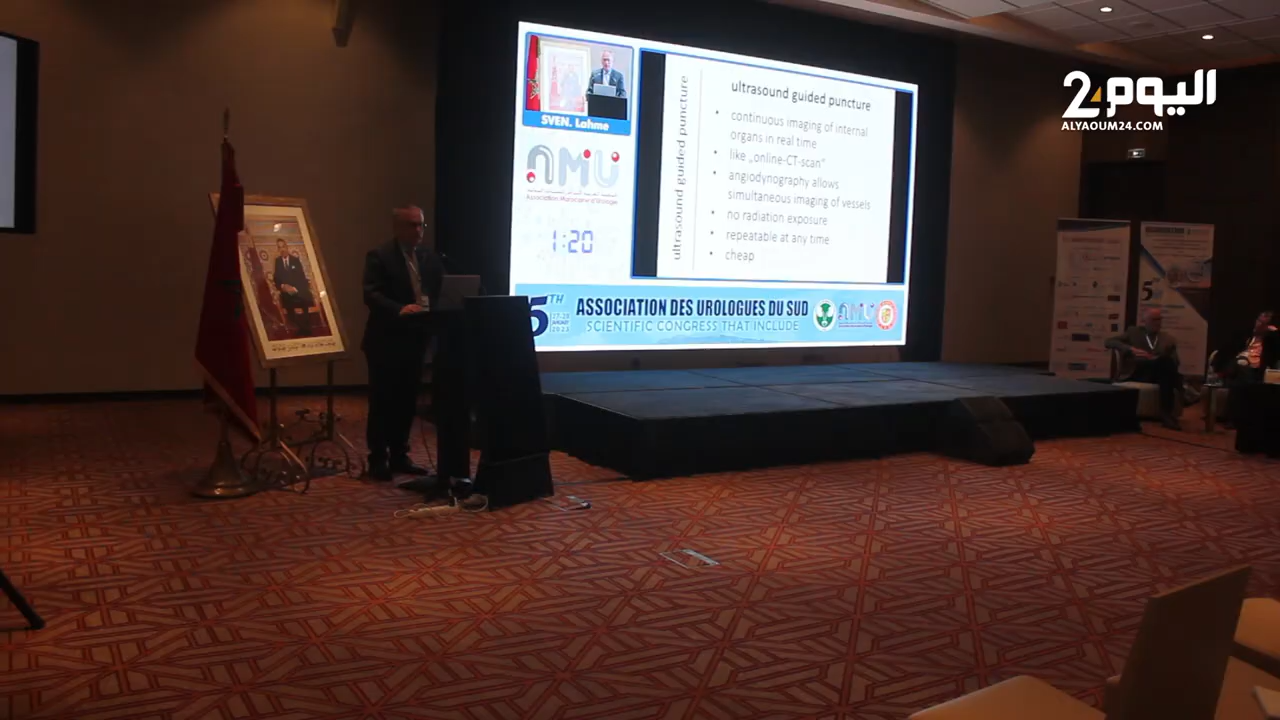 اليوم 24
ALYAOUM24.COM
SVEN. Lahme
AMU
Association Marocaine d'Urologie
1:20
ultrasound guided puncture
ultrasound guided puncture
• continuous imaging of internal
organs in real time
• like „online-CT-scan"
• angiodynography allows
simultaneous imaging of vessels
• no radiation exposure
• repeatable at any time
• cheap
5TH
ASSOCIATION DES UROLOGUES DU SUD
SCIENTIFIC CONGRESS THAT INCLUDE
AMU
5